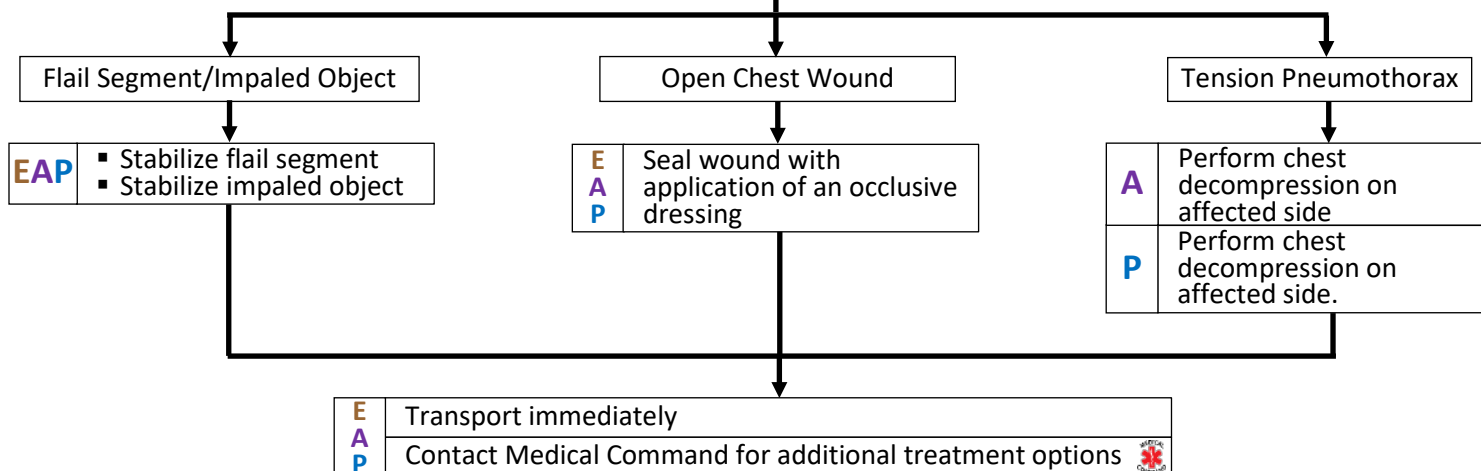 Flail Segment/Impaled Object
EAP
▪ Stabilize flail segment
▪ Stabilize impaled object
Open Chest Wound
E
A
P
Seal wound with
application of an occlusive
dressing
Tension Pneumothorax
A
Perform chest
decompression on
affected side
P
Perform chest
decompression on
affected side.
E
A
P
Transport immediately
Contact Medical Command for additional treatment options
MEDICAL
COMMAND